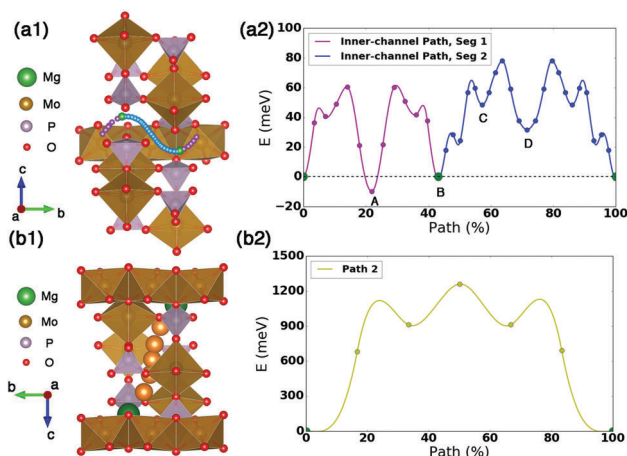 (a1)
Mg
Mo
P
O
c
a
b
(a2)
E (meV)
100
80
60
40
20
0
−20
Inner-channel Path, Seg 1
Inner-channel Path, Seg 2
A
B
C
D
0 20 40 60 80 100
Path (%)
(b1)
Mg
Mo
P
O
b
a
c
(b2)
E (meV)
1500
1200
900
600
300
0
Path 2
0 20 40 60 80 100
Path (%)